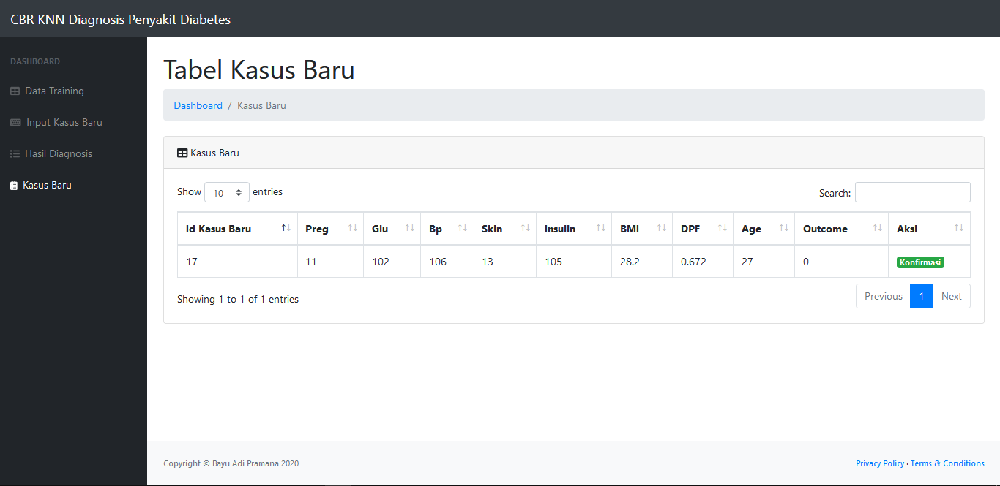 CBR KNN Diagnosis Penyakit Diabetes
DASHBOARD
Data Training
Input Kasus Baru
Hasil Diagnosis
Kasus Baru
Tabel Kasus Baru
Dashboard / Kasus Baru
Kasus Baru
Show 10 entries
Search:
Id Kasus Baru Preg Glu Bp Skin Insulin BMI DPF Age Outcome Aksi
17 11 102 106 13 105 28.2 0.672 27 0 Konfirmasi
Showing 1 to 1 of 1 entries
Previous 1 Next
Copyright © Bayu Adi Pramana 2020
Privacy Policy · Terms & Conditions